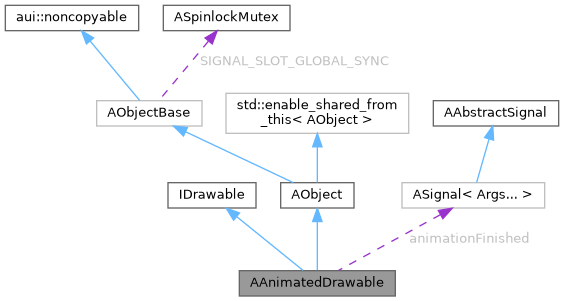 aui::noncopyable
ASpinlockMutex
SIGNAL_SLOT_GLOBAL_SYNC
AObjectBase
std::enable_shared_from
_this< AObject >
AAbstractSignal
IDrawable
AObject
ASignal< Args... >
animationFinished
AAnimatedDrawable